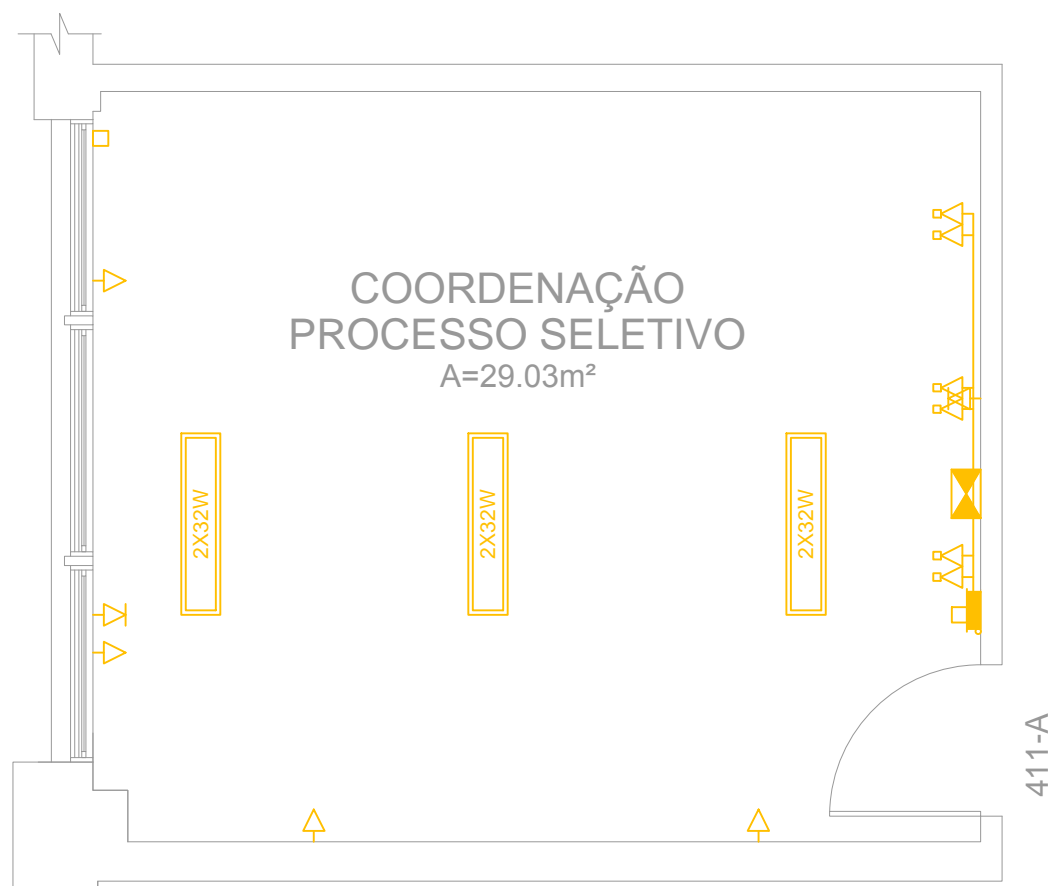 COORDENAÇÃO
PROCESSO SELETIVO
A=29.03m²
2X32W
2X32W
2X32W
411-A